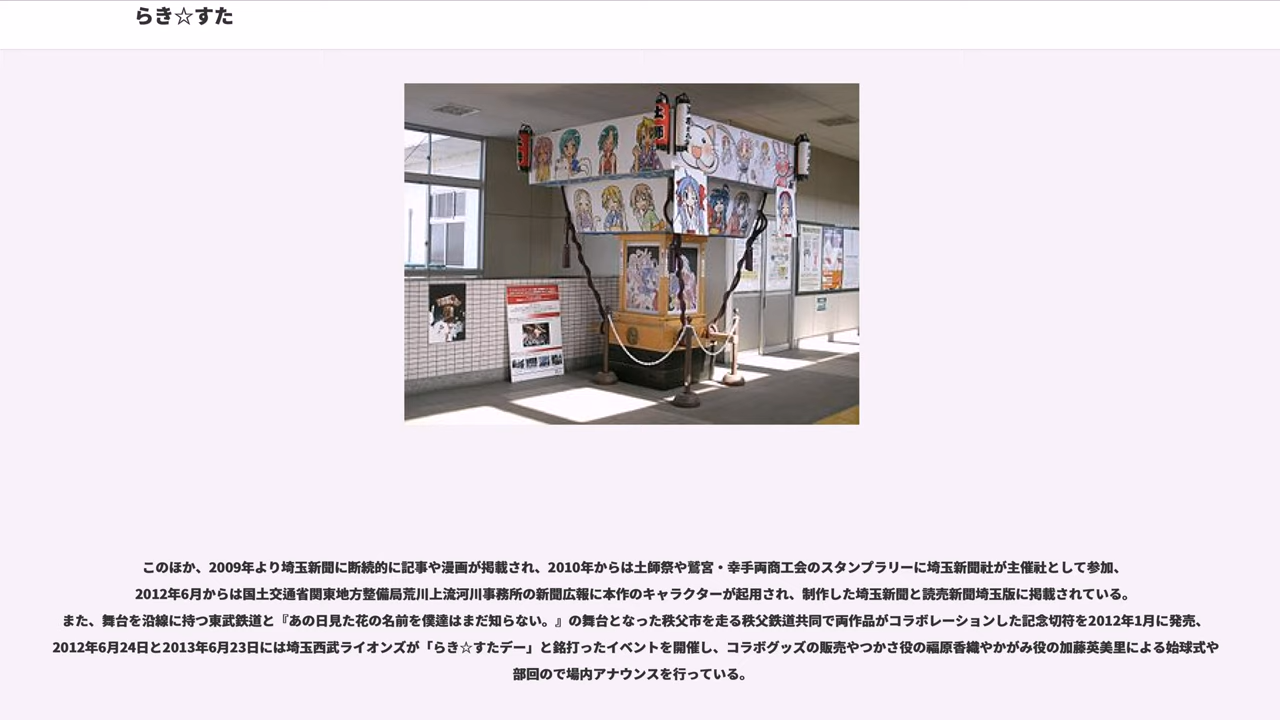 らき☆すた
土師
このほか、2009年より埼玉新聞に断続的に記事や漫画が掲載され、2010年からは土師祭や鷲宮・幸手両商工会のスタンプラリーに埼玉新聞社が主催社として参加、
2012年6月からは国土交通省関東地方整備局荒川上流河川事務所の新聞広報に本作のキャラクターが起用され、制作した埼玉新聞と読売新聞埼玉版に掲載されている。
また、舞台を沿線に持つ東武鉄道と『あの日見た花の名前を僕達はまだ知らない。』の舞台となった秩父市を走る秩父鉄道共同で両作品がコラボレーションした記念切符を2012年1月に発売、
2012年6月24日と2013年6月23日には埼玉西武ライオンズが「らき☆すたデー」と銘打ったイベントを開催し、コラボグッズの販売やつかさ役の福原香織やかがみ役の加藤英美里による始球式や
部回ので場内アナウンスを行っている。